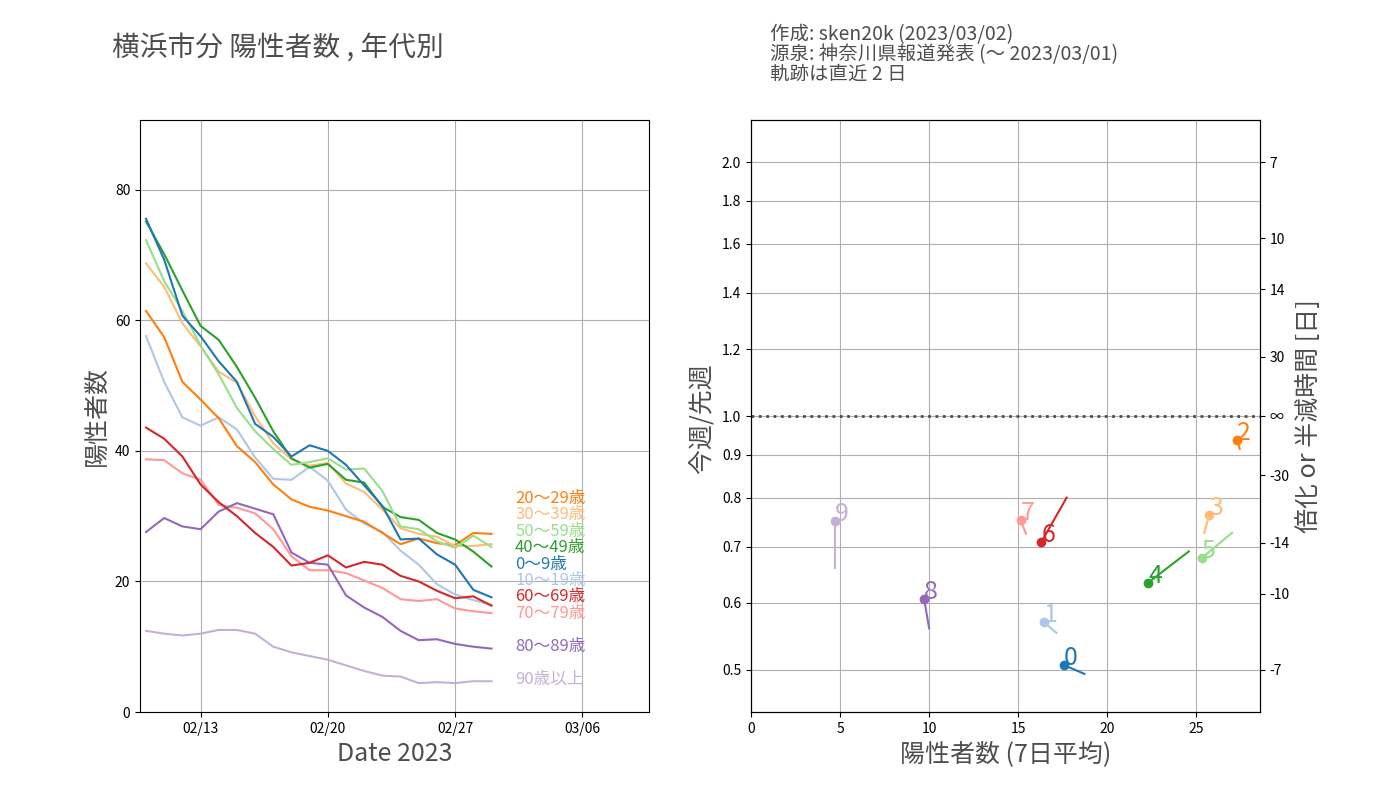 横浜市分 陽性者数 , 年代別
作成: sken20k (2023/03/02)
源泉: 神奈川県報道発表 (〜 2023/03/01)
軌跡は直近 2 日
陽性者数
80
60
40
20
0
02/13
02/20
02/27
03/06
Date 2023
20〜29歳
30〜39歳
50〜59歳
40〜49歳
0〜9歳
10〜19歳
60〜69歳
70〜79歳
80〜89歳
90歳以上
今週/先週
2.0
1.8
1.6
1.4
1.2
1.0
0.9
0.8
0.7
0.6
0.5
0
5
10
15
20
25
陽性者数 (7日平均)
2
3
9
7
6
5
4
8
1
0
7
10
14
30
∞
-30
-14
-10
-7
倍化 or 半減時間 [日]